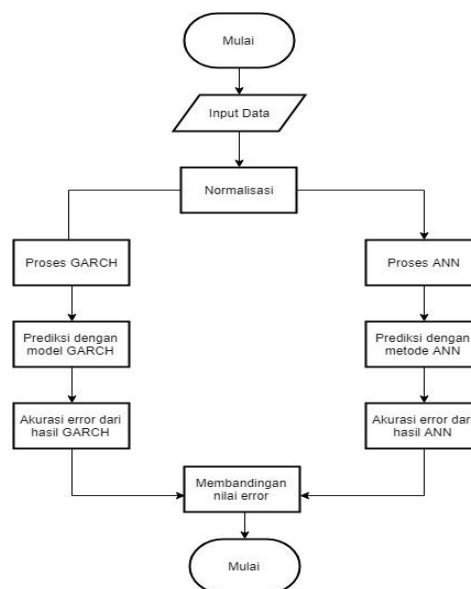 Mulai
Input Data
Normalisasi
Proses GARCH
Proses ANN
Prediksi dengan
model GARCH
Prediksi dengan
metode ANN
Akurasi error dari
hasil GARCH
Akurasi error dari
hasil ANN
Membandingan
nilai error
Mulai